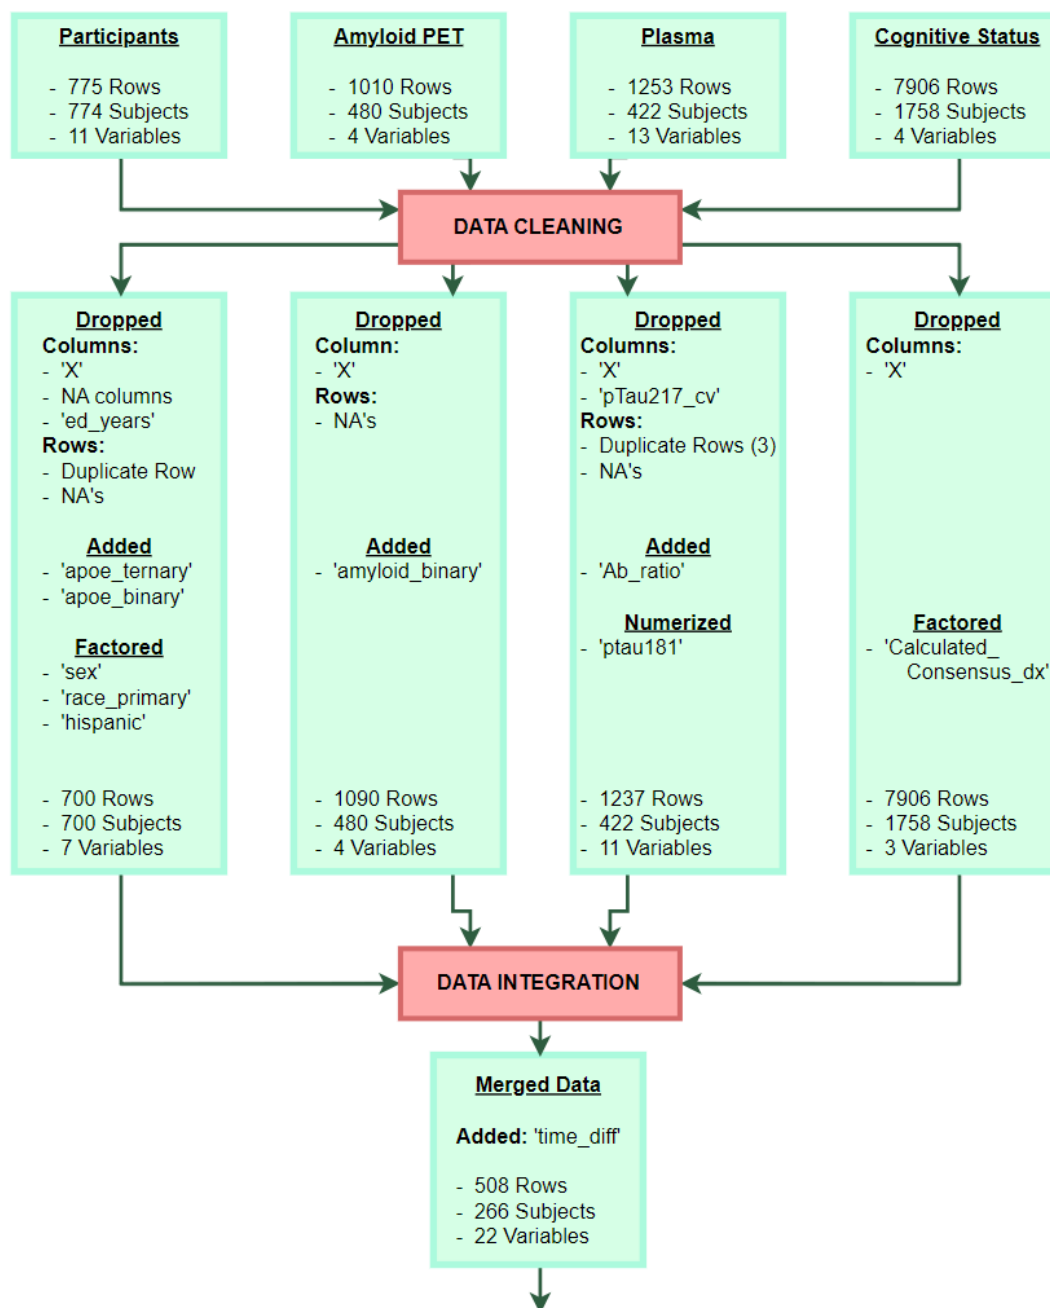 Participants
- 775 Rows
- 774 Subjects
- 11 Variables
Amyloid PET
- 1010 Rows
- 480 Subjects
- 4 Variables
Plasma
- 1253 Rows
- 422 Subjects
- 13 Variables
Cognitive Status
- 7906 Rows
- 1758 Subjects
- 4 Variables
DATA CLEANING
Dropped
Columns:
- 'X'
- NA columns
- 'ed_years'
Rows:
- Duplicate Row
- NA's
Added
- 'apoe_ternary'
- 'apoe_binary'
Factored
- 'sex'
- 'race_primary'
- 'hispanic'
- 700 Rows
- 700 Subjects
- 7 Variables
Dropped
Column:
- 'X'
Rows:
- NA's
Added
- 'amyloid_binary'
- 1090 Rows
- 480 Subjects
- 4 Variables
Dropped
Columns:
- 'X'
- 'pTau217_cv'
Rows:
- Duplicate Rows (3)
- NA's
Added
- 'Ab_ratio'
Numerized
- 'ptau181'
- 1237 Rows
- 422 Subjects
- 11 Variables
Dropped
Columns:
- 'X'
Factored
- 'Calculated_
Consensus_dx'
- 7906 Rows
- 1758 Subjects
- 3 Variables
DATA INTEGRATION
Merged Data
Added: 'time_diff'
- 508 Rows
- 266 Subjects
- 22 Variables